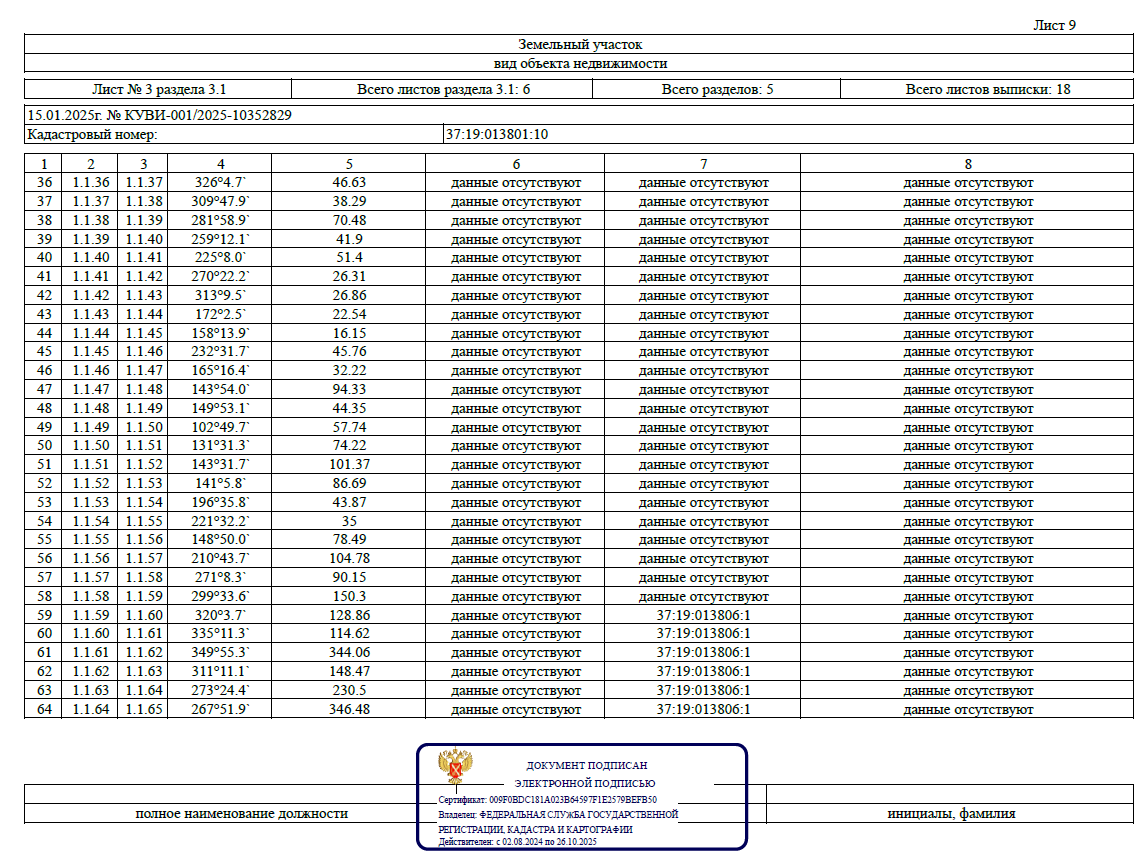 Лист 9
Земельный участок
вид объекта недвижимости
Лист № 3 раздела 3.1 Всего листов раздела 3.1: 6 Всего разделов: 5 Всего листов выписки: 18
15.01.2025г. № КУВИ-001/2025-10352829
Кадастровый номер: 37:19:013801:10
1 2 3 4 5 6 7 8
36 1.1.36 1.1.37 326°4.7` 46.63 данные отсутствуют данные отсутствуют данные отсутствуют
37 1.1.37 1.1.38 309°47.9` 38.29 данные отсутствуют данные отсутствуют данные отсутствуют
38 1.1.38 1.1.39 281°58.9` 70.48 данные отсутствуют данные отсутствуют данные отсутствуют
39 1.1.39 1.1.40 259°12.1` 41.9 данные отсутствуют данные отсутствуют данные отсутствуют
40 1.1.40 1.1.41 225°8.0` 51.4 данные отсутствуют данные отсутствуют данные отсутствуют
41 1.1.41 1.1.42 270°22.2` 26.31 данные отсутствуют данные отсутствуют данные отсутствуют
42 1.1.42 1.1.43 313°9.5` 26.86 данные отсутствуют данные отсутствуют данные отсутствуют
43 1.1.43 1.1.44 172°2.5` 22.54 данные отсутствуют данные отсутствуют данные отсутствуют
44 1.1.44 1.1.45 158°13.9` 16.15 данные отсутствуют данные отсутствуют данные отсутствуют
45 1.1.45 1.1.46 232°31.7` 45.76 данные отсутствуют данные отсутствуют данные отсутствуют
46 1.1.46 1.1.47 165°16.4` 32.22 данные отсутствуют данные отсутствуют данные отсутствуют
47 1.1.47 1.1.48 143°54.0` 94.33 данные отсутствуют данные отсутствуют данные отсутствуют
48 1.1.48 1.1.49 149°53.1` 44.35 данные отсутствуют данные отсутствуют данные отсутствуют
49 1.1.49 1.1.50 102°49.7` 57.74 данные отсутствуют данные отсутствуют данные отсутствуют
50 1.1.50 1.1.51 131°31.3` 74.22 данные отсутствуют данные отсутствуют данные отсутствуют
51 1.1.51 1.1.52 143°31.7` 101.37 данные отсутствуют данные отсутствуют данные отсутствуют
52 1.1.52 1.1.53 141°5.8` 86.69 данные отсутствуют данные отсутствуют данные отсутствуют
53 1.1.53 1.1.54 196°35.8` 43.87 данные отсутствуют данные отсутствуют данные отсутствуют
54 1.1.54 1.1.55 221°32.2` 35 данные отсутствуют данные отсутствуют данные отсутствуют
55 1.1.55 1.1.56 148°50.0` 78.49 данные отсутствуют данные отсутствуют данные отсутствуют
56 1.1.56 1.1.57 210°43.7` 104.78 данные отсутствуют данные отсутствуют данные отсутствуют
57 1.1.57 1.1.58 271°8.3` 90.15 данные отсутствуют данные отсутствуют данные отсутствуют
58 1.1.58 1.1.59 299°33.6` 150.3 данные отсутствуют данные отсутствуют данные отсутствуют
59 1.1.59 1.1.60 320°3.7` 128.86 данные отсутствуют 37:19:013806:1 данные отсутствуют
60 1.1.60 1.1.61 335°11.3` 114.62 данные отсутствуют 37:19:013806:1 данные отсутствуют
61 1.1.61 1.1.62 349°55.3` 344.06 данные отсутствуют 37:19:013806:1 данные отсутствуют
62 1.1.62 1.1.63 311°11.1` 148.47 данные отсутствуют 37:19:013806:1 данные отсутствуют
63 1.1.63 1.1.64 273°24.4` 230.5 данные отсутствуют 37:19:013806:1 данные отсутствуют
64 1.1.64 1.1.65 267°51.9` 346.48 данные отсутствуют 37:19:013806:1 данные отсутствуют
ДОКУМЕНТ ПОДПИСАН
ЭЛЕКТРОННОЙ ПОДПИСЬЮ
Сертификат: 009F0BDC181A023B64597F1E2579BEFB50
Владелец: ФЕДЕРАЛЬНАЯ СЛУЖБА ГОСУДАРСТВЕННОЙ
РЕГИСТРАЦИИ, КАДАСТРА И КАРТОГРАФИИ
Действителен: с 02.08.2024 по 26.10.2025
полное наименование должности инициалы, фамилия